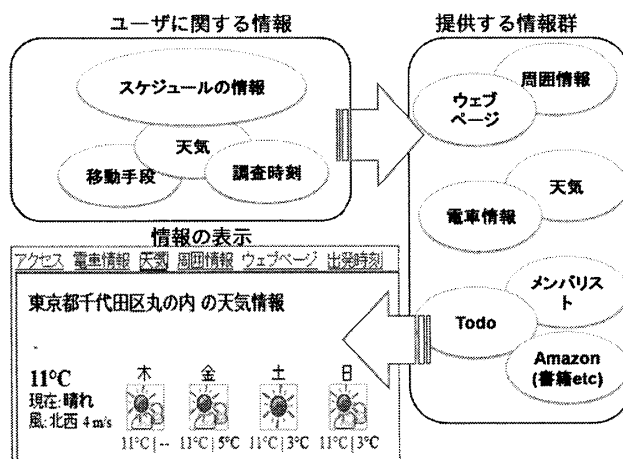 ユーザに関する情報
スケジュールの情報
天気
移動手段
調査時刻
提供する情報群
周囲情報
ウェブ
ページ
天気
電車情報
メンバリス
ト
Todo
Amazon
(書籍etc)
情報の表示
アクセス 電車情報 天気 周囲情報 ウェブページ 出発時刻
東京都千代田区丸の内 の天気情報
11°C
現在:晴れ
風:北西 4 m/s
木 金 土 日
11°C | -- 11°C | 5°C 11°C | 3°C 11°C | 3°C